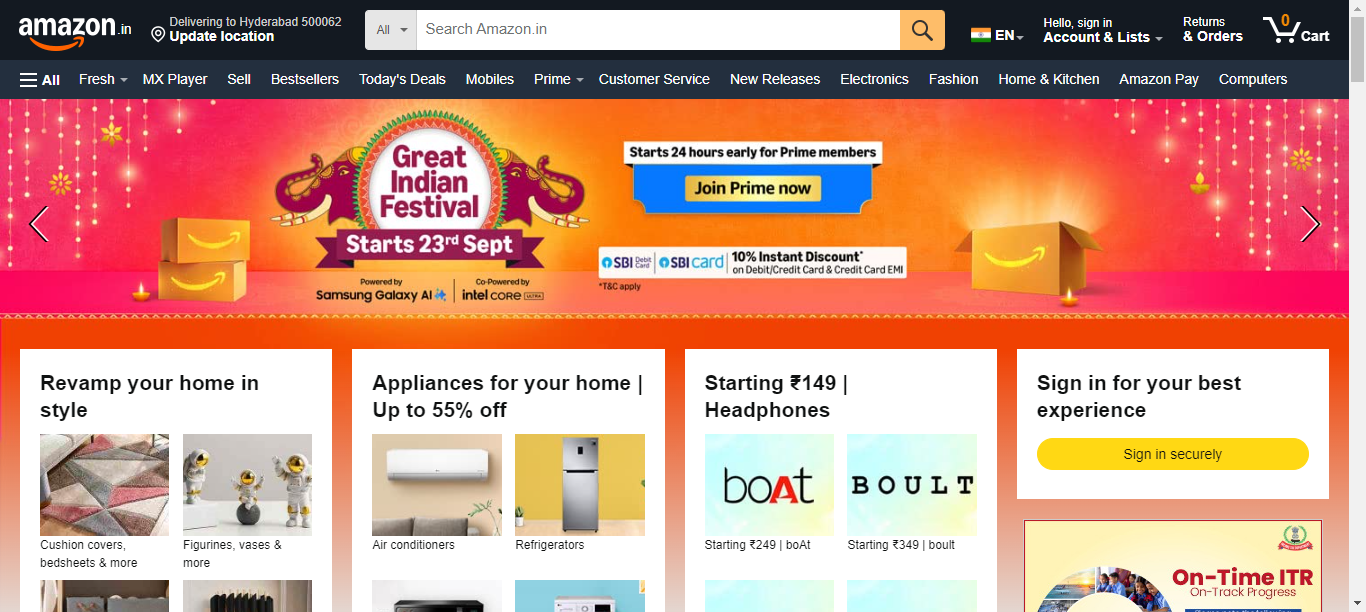 amazon.in
Delivering to Hyderabad 500062
Update location
All
Search Amazon.in
EN
Hello, sign in
Account & Lists
Returns
& Orders
0
Cart
All
Fresh
MX Player
Sell
Bestsellers
Today's Deals
Mobiles
Prime
Customer Service
New Releases
Electronics
Fashion
Home & Kitchen
Amazon Pay
Computers
Great
Indian
Festival
Starts 23rd Sept
Powered by
Samsung Galaxy AI
Co-Powered by
intel core ULTRA
Starts 24 hours early for Prime members
Join Prime now
SBI Debit Card
SBI card
10% Instant Discount*
on Debit/Credit Card & Credit Card EMI
*T&C apply
Revamp your home in
style
Cushion covers,
bedsheets & more
Figurines, vases &
more
Appliances for your home |
Up to 55% off
Air conditioners
Refrigerators
Starting ₹149 |
Headphones
boAt
BOULT
Starting ₹249 | boAt
Starting ₹349 | boult
Sign in for your best
experience
Sign in securely
On-Time ITR
On-Track Progress